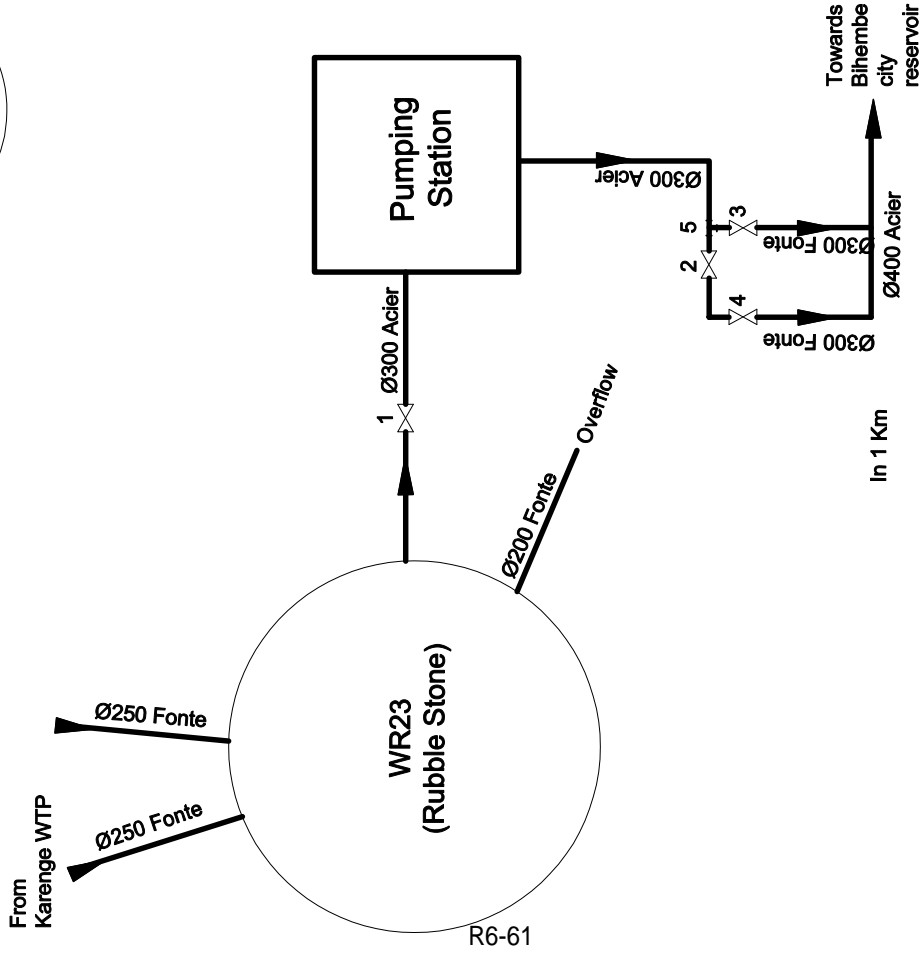 Towards
Bihembe
city
reservoir
Pumping
Station
Ø300 Acier
5
3
2
4
Ø300 Fonte
Ø300 Fonte
Ø400 Acier
Ø300 Acier
1
Overflow
Ø200 Fonte
In 1 Km
Ø250 Fonte
Ø250 Fonte
WR23
(Rubble Stone)
From
Karenge WTP
R6-61